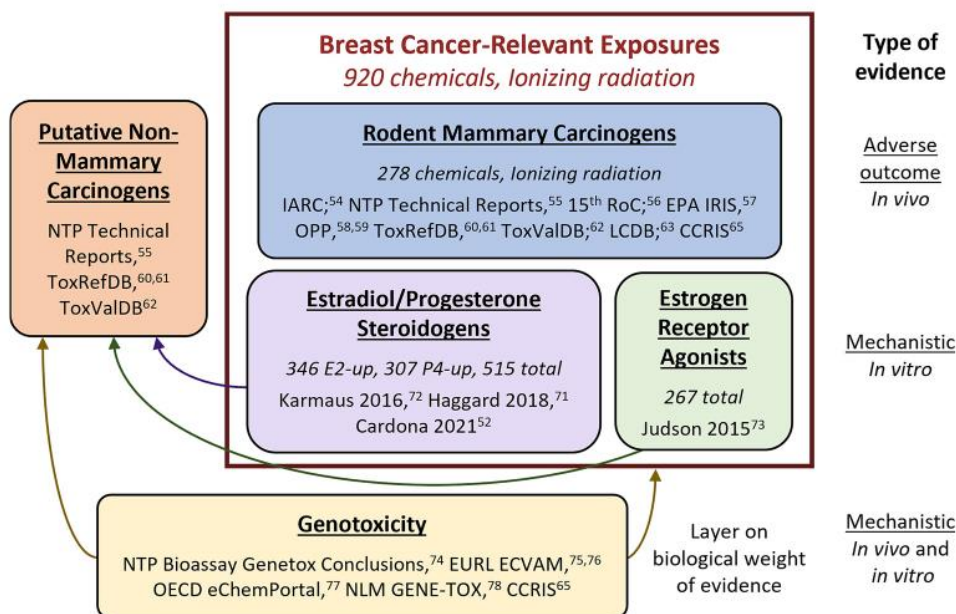 Breast Cancer-Relevant Exposures
920 chemicals, Ionizing radiation
Type of
evidence
Putative Non-
Mammary
Carcinogens
NTP Technical
Reports,55
ToxRefDB,60,61
ToxValDB62
Rodent Mammary Carcinogens
278 chemicals, Ionizing radiation
IARC;54 NTP Technical Reports,55 15th RoC;56 EPA IRIS,57
OPP,58,59 ToxRefDB,60,61 ToxValDB;62 LCDB;63 CCRIS65
Adverse
outcome
In vivo
Estradiol/Progesterone
Steroidogens
346 E2-up, 307 P4-up, 515 total
Karmaus 2016,72 Haggard 2018,71
Cardona 202152
Estrogen
Receptor
Agonists
267 total
Judson 201573
Mechanistic
In vitro
Genotoxicity
NTP Bioassay Genetox Conclusions,74 EURL ECVAM,75,76
OECD eChemPortal,77 NLM GENE-TOX,78 CCRIS65
Layer on
biological weight
of evidence
Mechanistic
In vivo and
in vitro